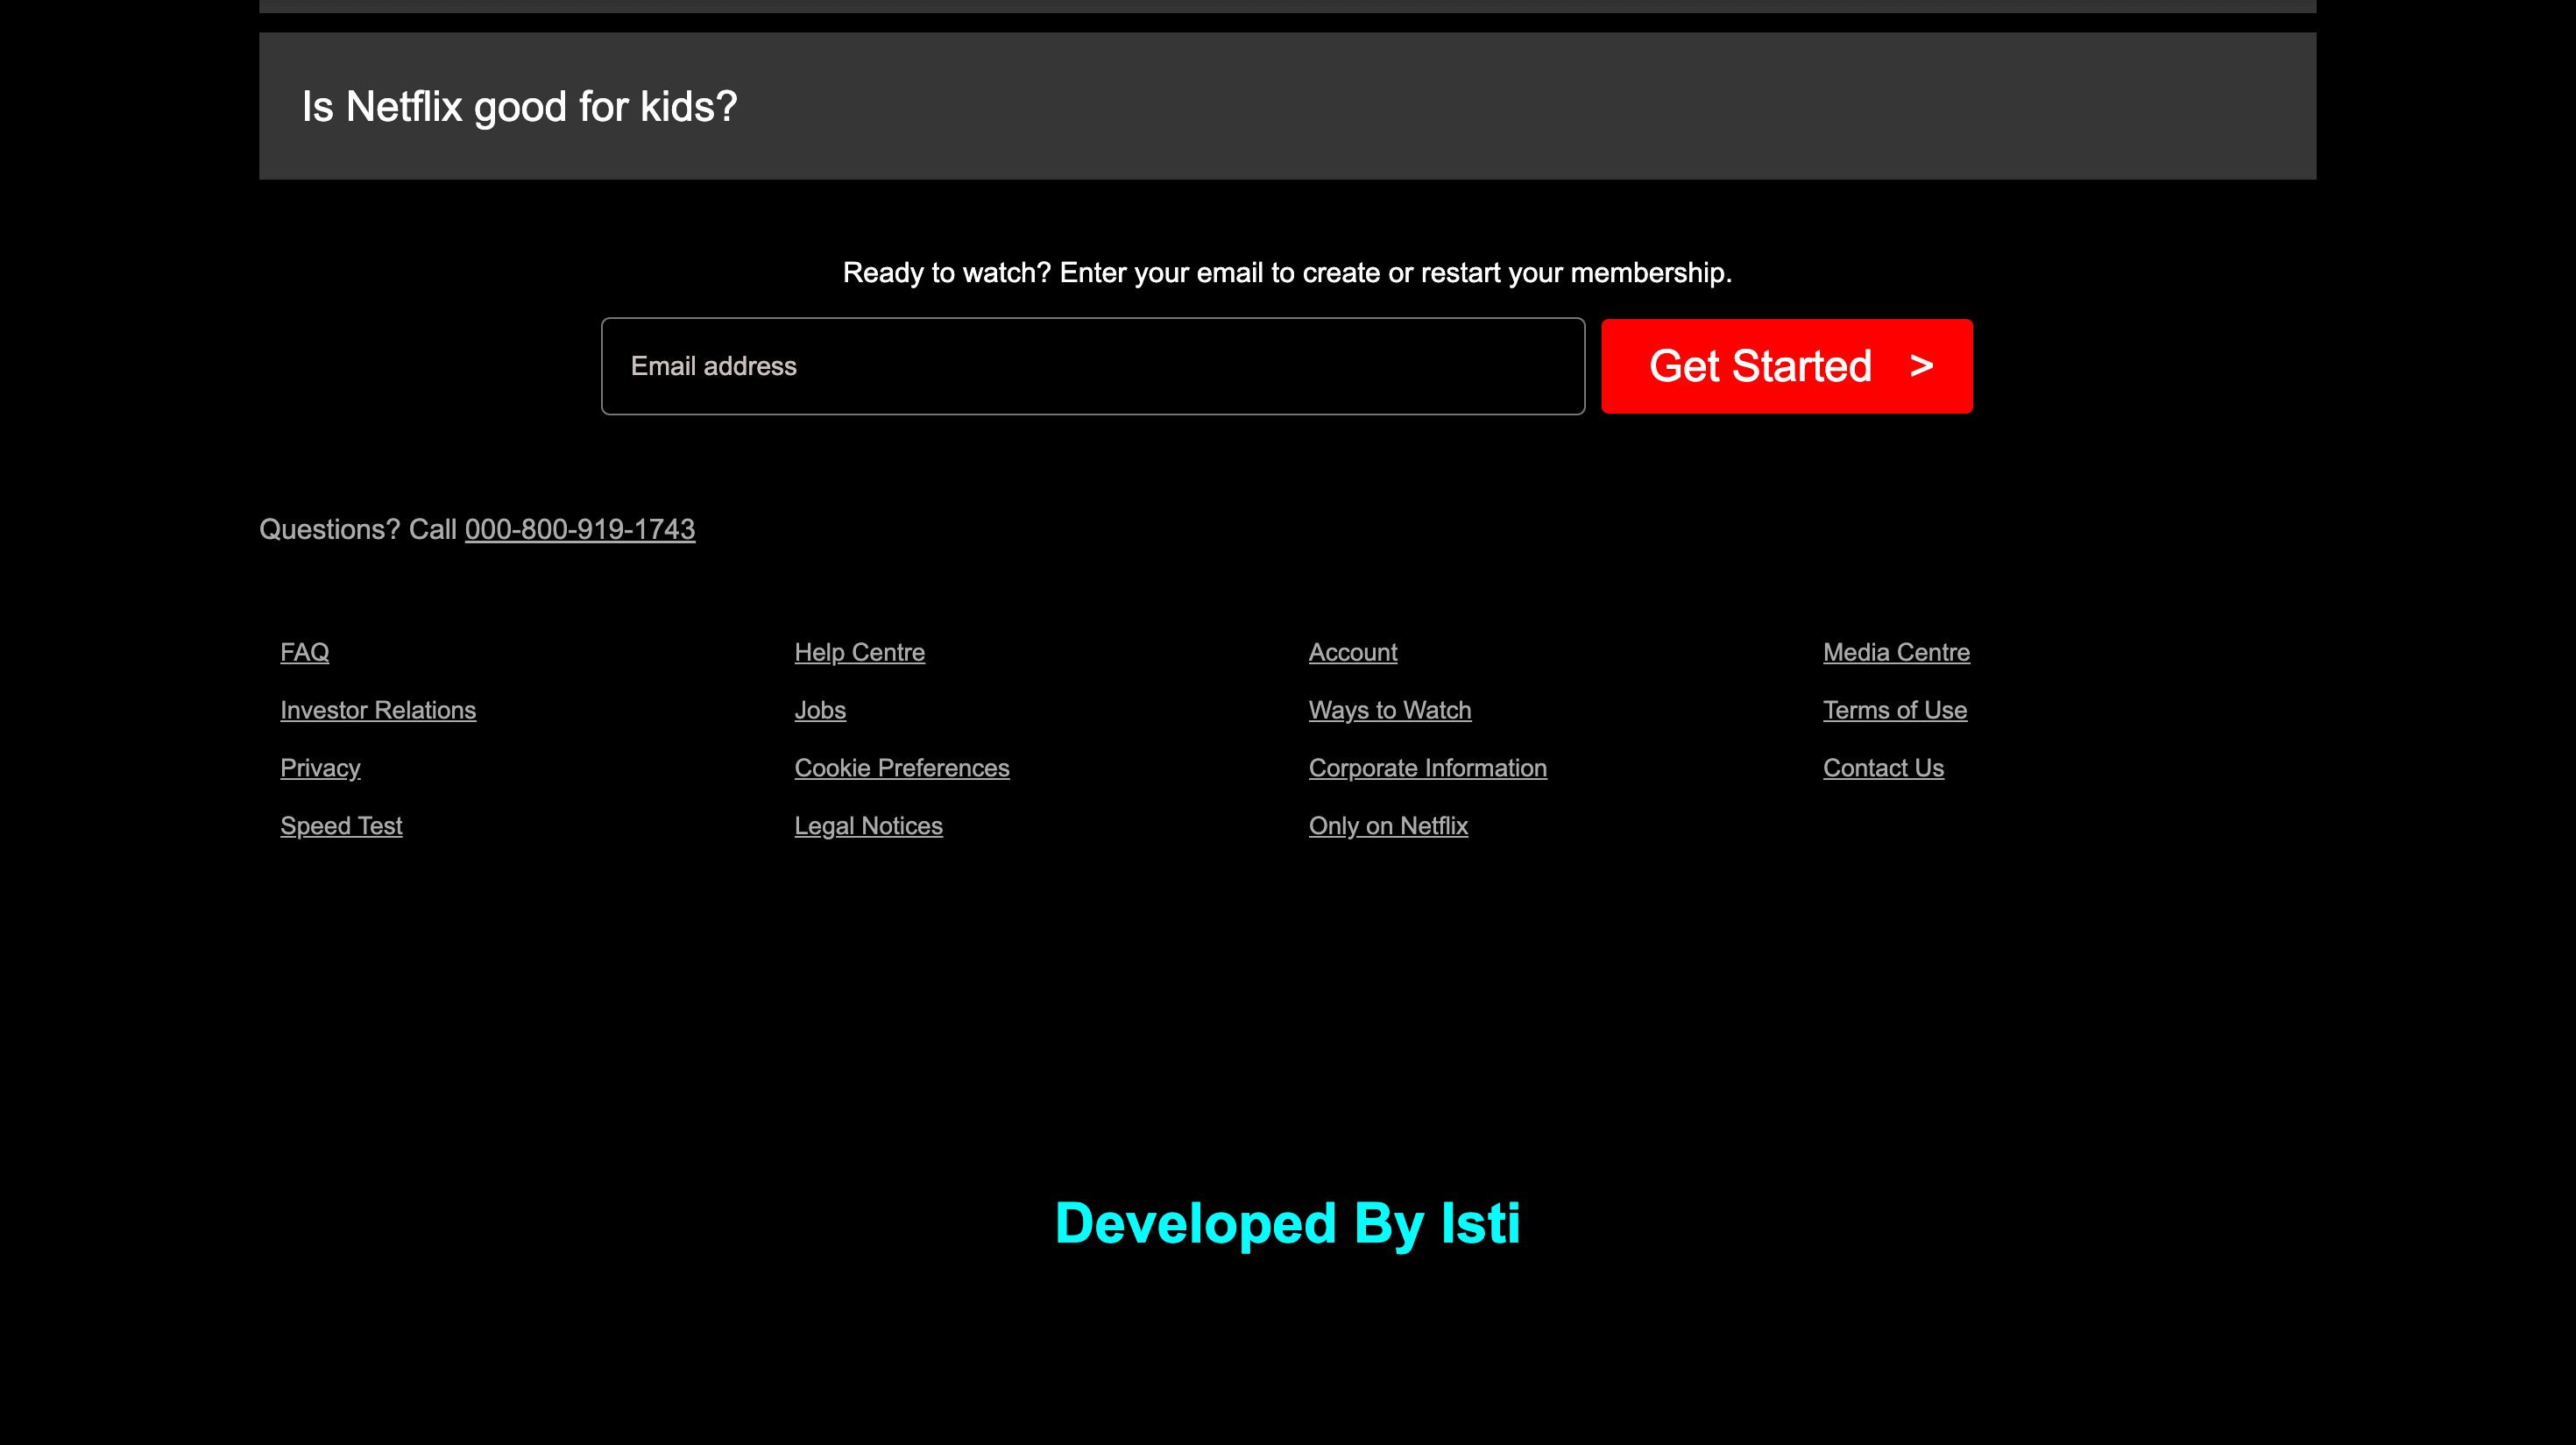 Is Netflix good for kids?
Ready to watch? Enter your email to create or restart your membership.
Email address
Get Started >
Questions? Call 000-800-919-1743
FAQ
Help Centre
Account
Media Centre
Investor Relations
Jobs
Ways to Watch
Terms of Use
Privacy
Cookie Preferences
Corporate Information
Contact Us
Speed Test
Legal Notices
Only on Netflix
Developed By Isti